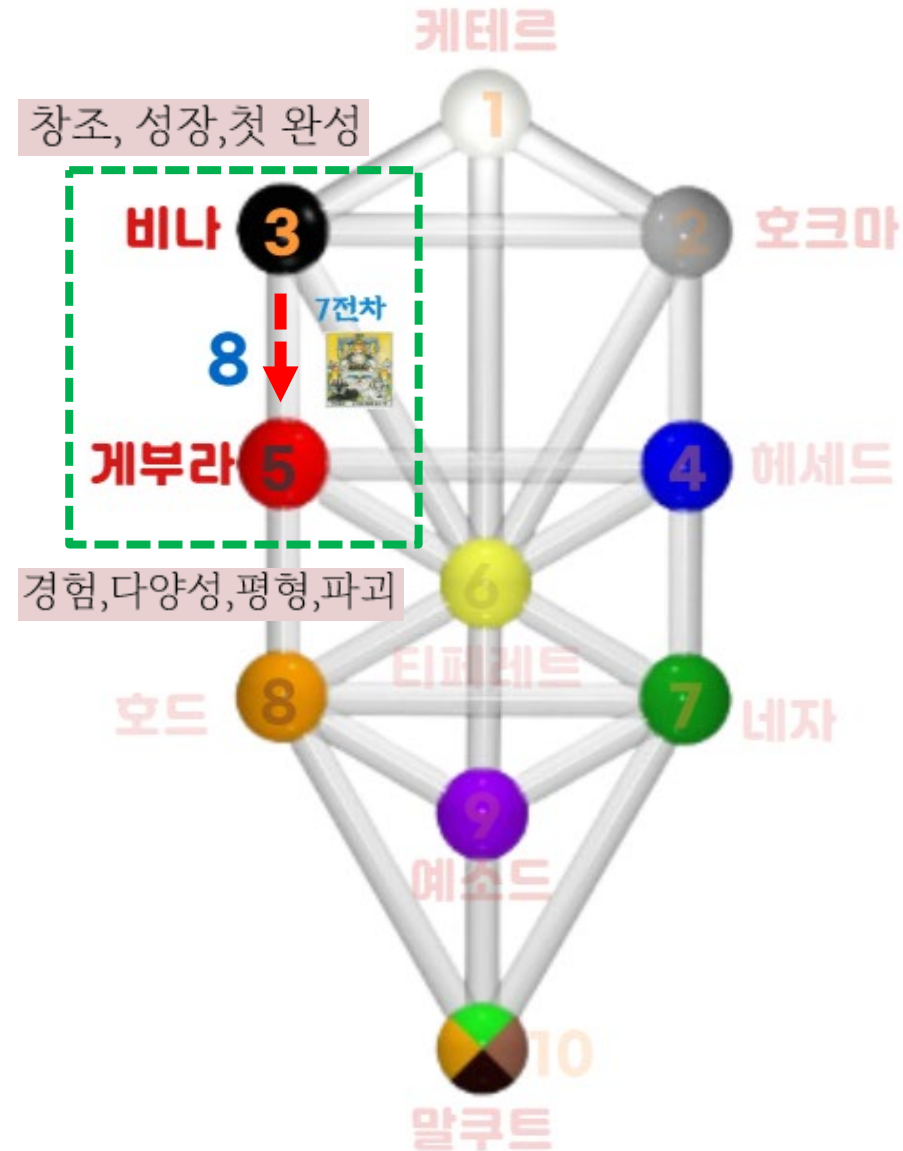 케테르
1
창조, 성장,첫 완성
비나
3
2
호크마
7전차
8
게부라
5
4
헤세드
6
경험,다양성,평형,파괴
티페레트
호드
8
7
네자
9
예소드
10
말쿠트